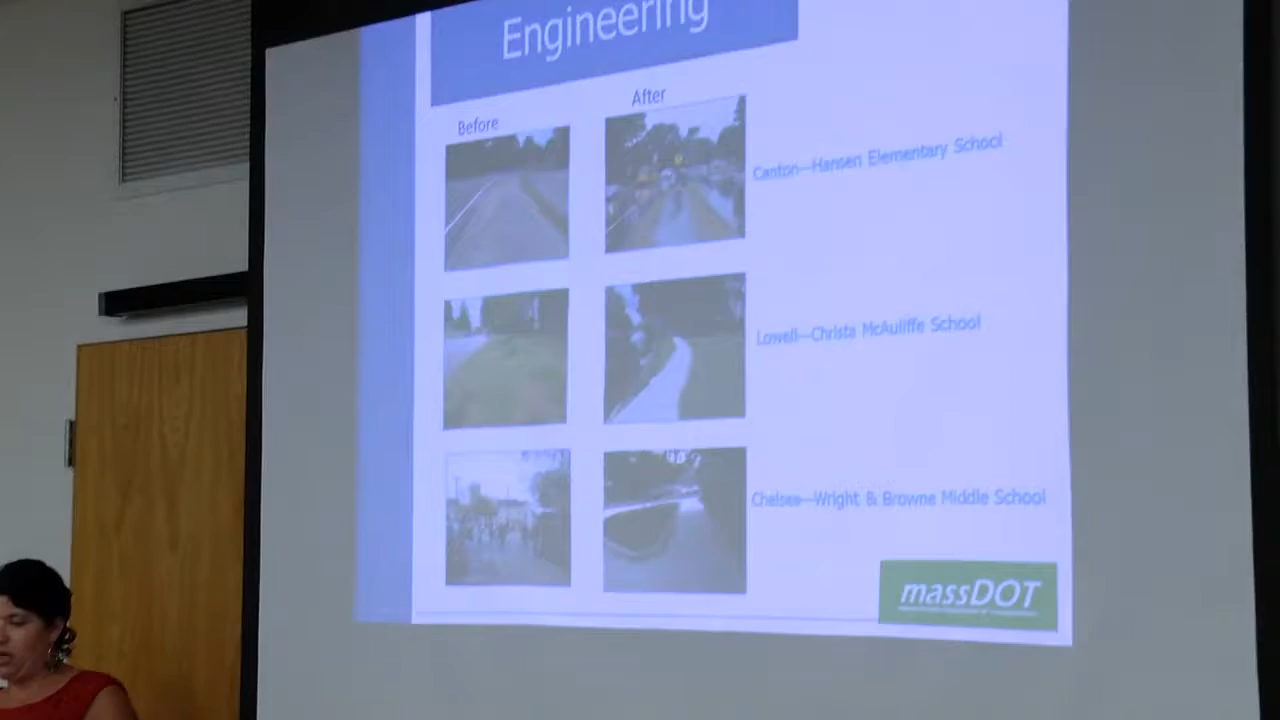 Engineering
Before
After
Canton—Hansen Elementary School
Lowell—Christa McAuliffe School
Chelsea—Wright & Browne Middle School
massDOT